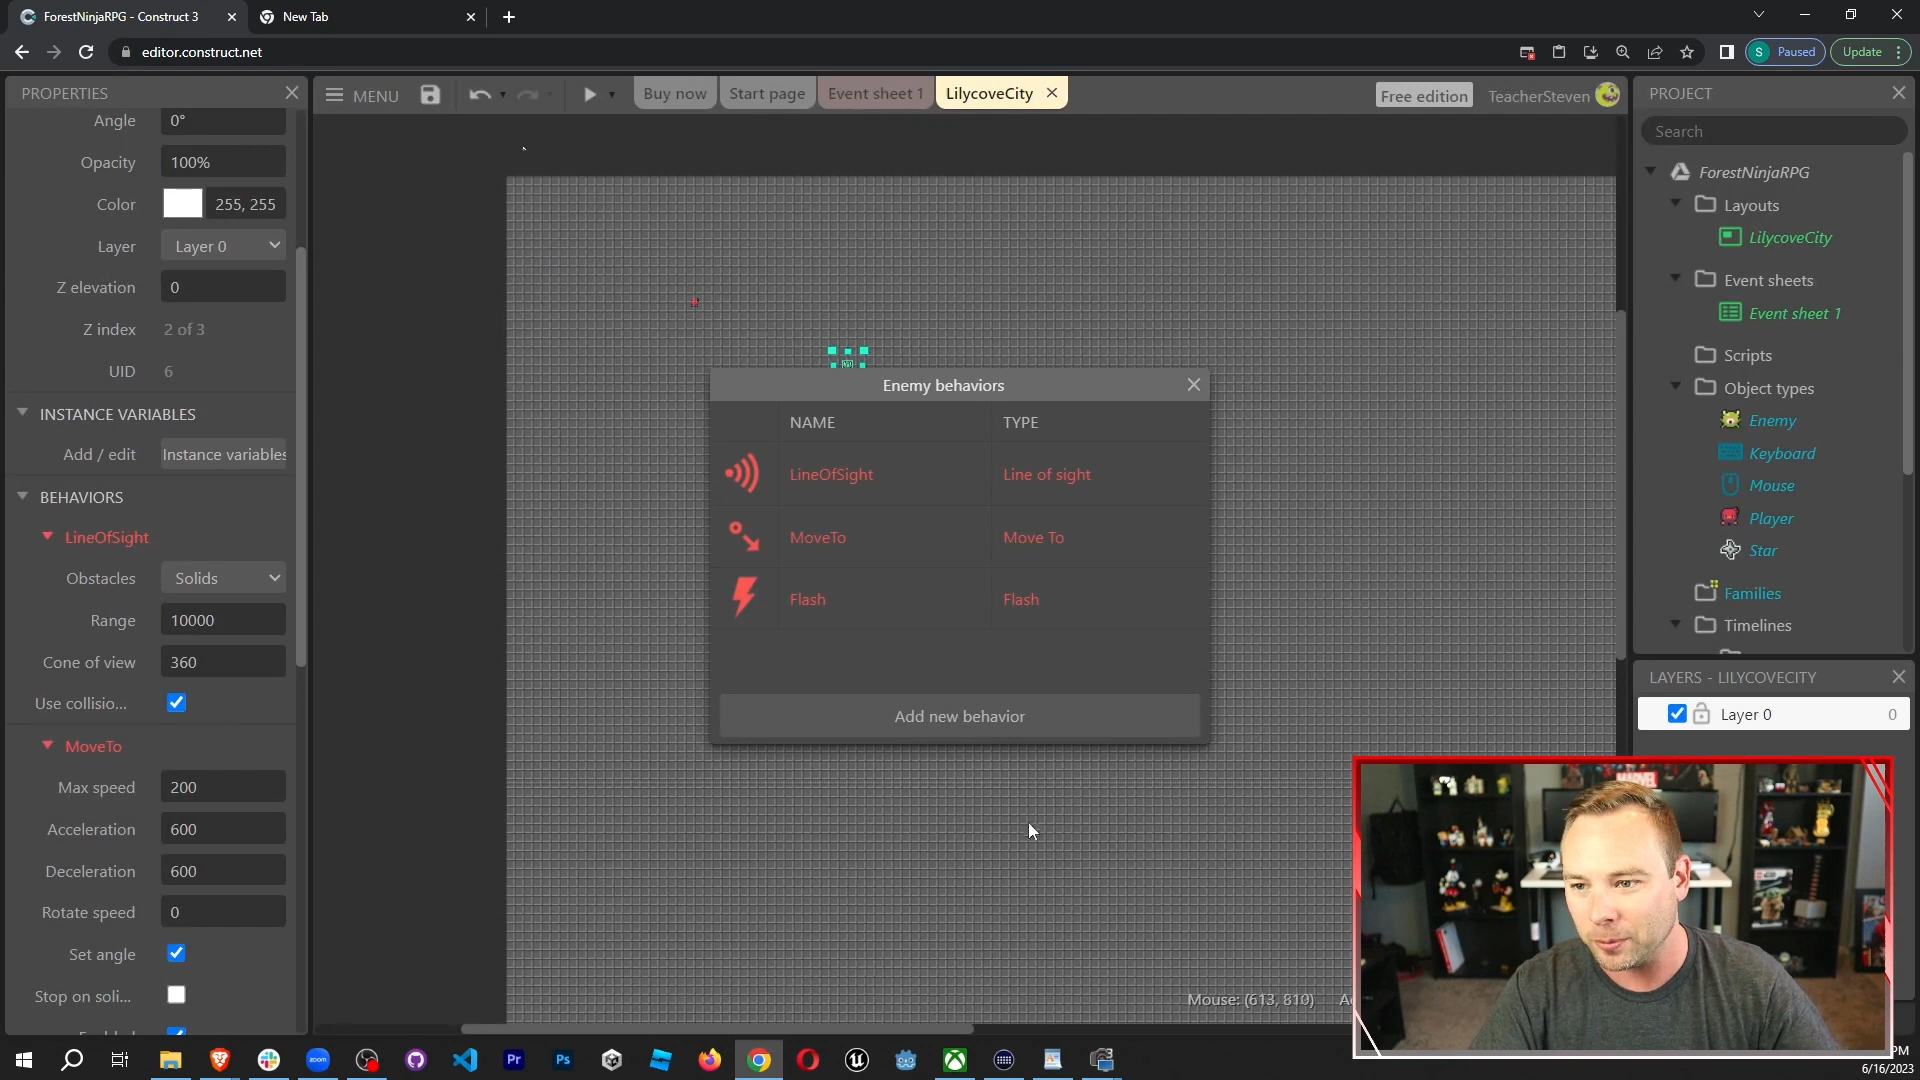 ForestNinjaRPG - Construct 3
New Tab
editor.construct.net
S
Paused
Update
PROPERTIES
MENU
Buy now
Start page
Event sheet 1
LilycoveCity
Free edition
TeacherSteven
PROJECT
Search
Angle
0°
Opacity
100%
Color
255, 255
Layer
Layer 0
Z elevation
0
Z index
2 of 3
UID
6
INSTANCE VARIABLES
Add / edit
Instance variables
BEHAVIORS
LineOfSight
Obstacles
Solids
Range
10000
Cone of view
360
Use collisio...
MoveTo
Max speed
200
Acceleration
600
Deceleration
600
Rotate speed
0
Set angle
Stop on soli...
Enemy behaviors
NAME
TYPE
LineOfSight
Line of sight
MoveTo
Move To
Flash
Flash
Add new behavior
Mouse: (613, 810)
ForestNinjaRPG
Layouts
LilycoveCity
Event sheets
Event sheet 1
Scripts
Object types
Enemy
Keyboard
Mouse
Player
Star
Families
Timelines
LAYERS - LILYCOVECITY
Layer 0
0
MARVEL
zoom
Pr
Ps
PM
6/16/2023